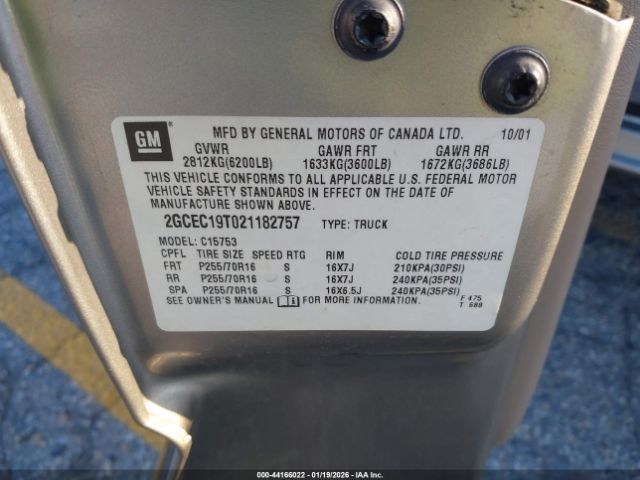 GM
MFD BY GENERAL MOTORS OF CANADA LTD. 10/01
GVWR GAWR FRT GAWR RR
2812KG(6200LB) 1633KG(3600LB) 1672KG(3686LB)
THIS VEHICLE CONFORMS TO ALL APPLICABLE U.S. FEDERAL MOTOR
VEHICLE SAFETY STANDARDS IN EFFECT ON THE DATE OF
MANUFACTURE SHOWN ABOVE.
2GCEC19T021182757 TYPE: TRUCK
MODEL: C15753
CPFL TIRE SIZE SPEED RTG RIM COLD TIRE PRESSURE
FRT P255/70R16 S 16X7J 210KPA(30PSI)
RR P255/70R16 S 16X7J 240KPA(35PSI)
SPA P255/70R16 S 16X6.5J 240KPA(35PSI)
SEE OWNER'S MANUAL FOR MORE INFORMATION. F 475
T 688
000-44166022 - 01/19/2026 - IAA, Inc.